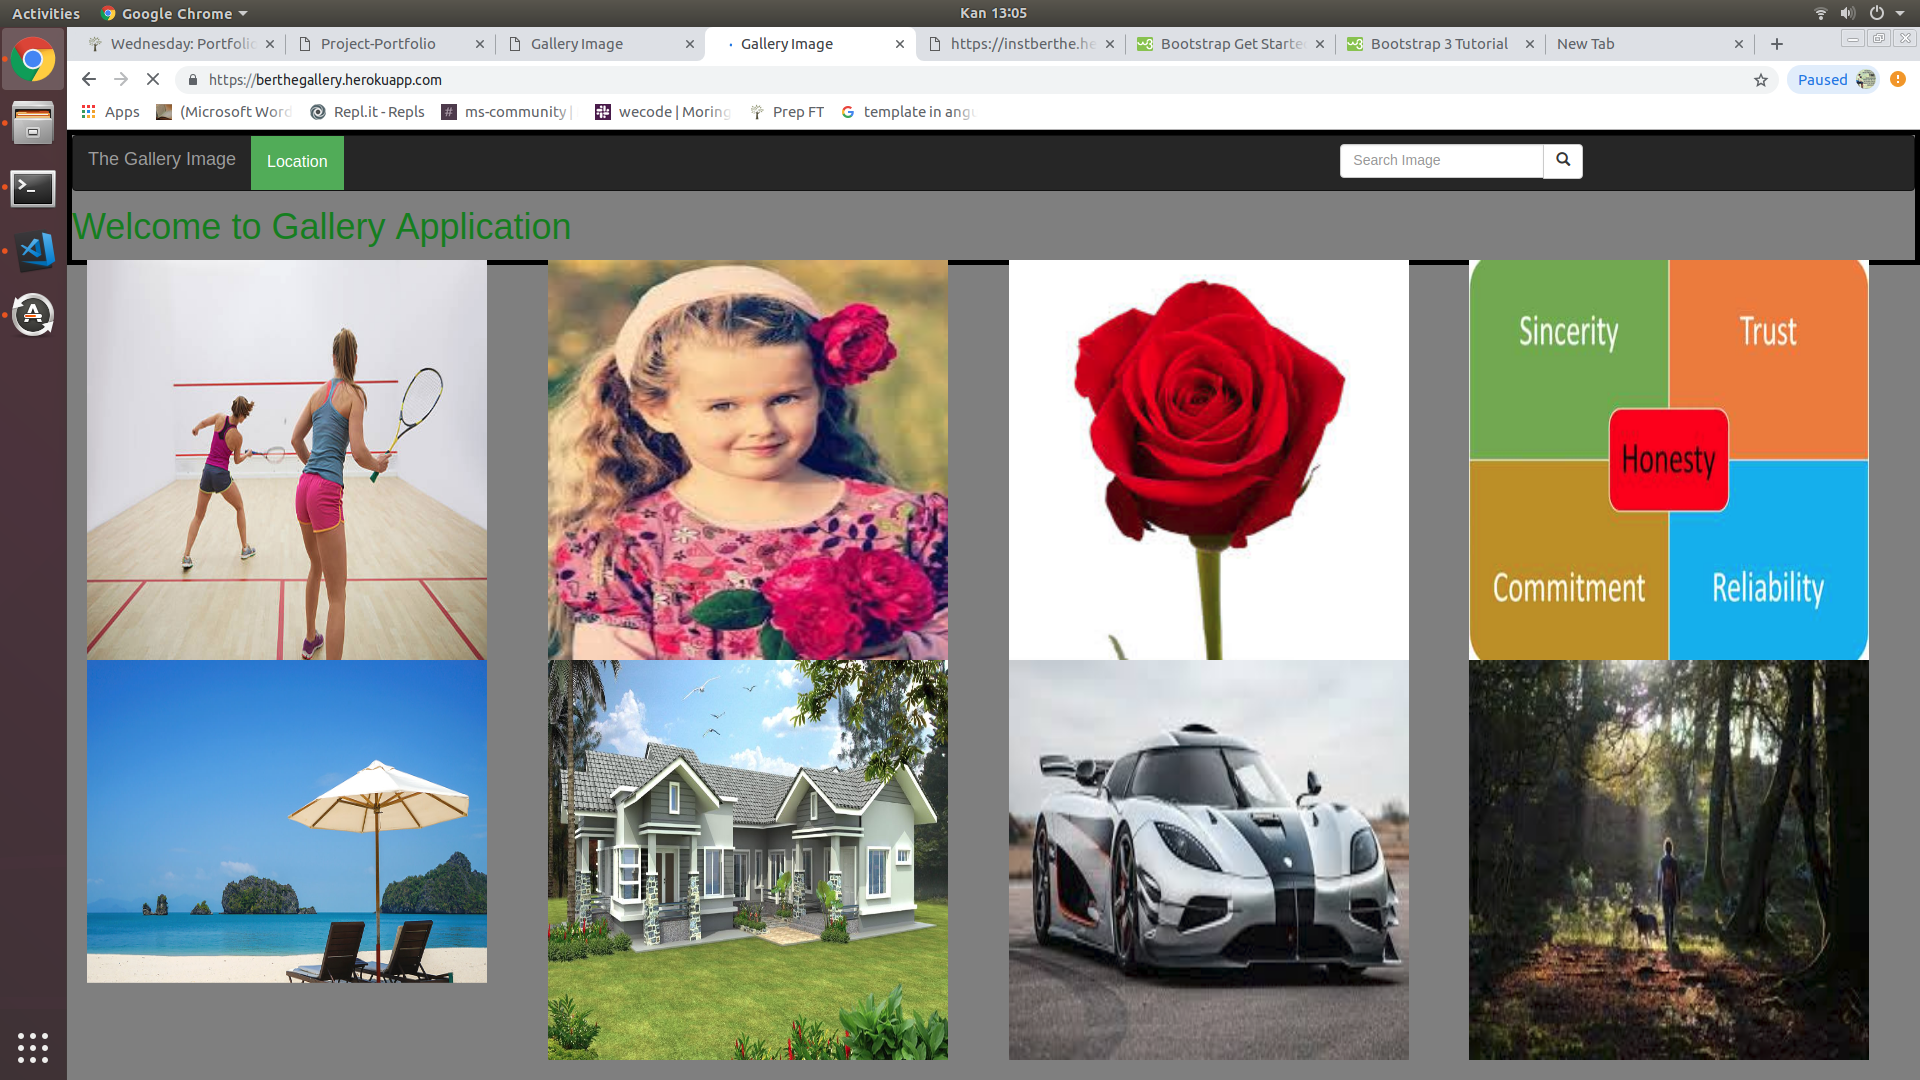 Activities Google Chrome Kan 13:05
Wednesday: Portfolio Project-Portfolio Gallery Image Gallery Image https://instberthe.he Bootstrap Get Starte Bootstrap 3 Tutorial New Tab
https://berthegallery.herokuapp.com Paused
Apps (Microsoft Word Repl.it - Repls # ms-community | wecode | Moring Prep FT template in angu
The Gallery Image Location Search Image
Welcome to Gallery Application
Sincerity Trust
Honesty
Commitment Reliability